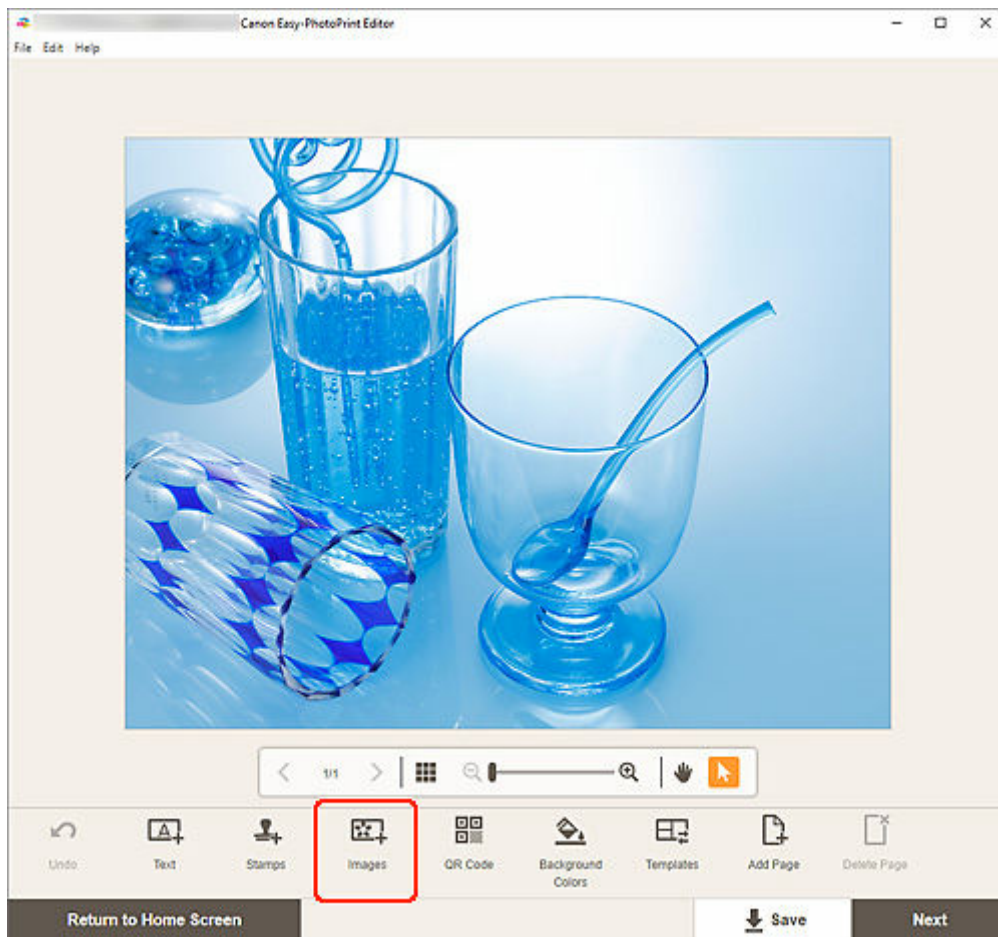 Canon Easy-PhotoPrint Editor
File Edit Help
1/1
Undo
Text
Stamps
Images
QR Code
Background
Colors
Templates
Add Page
Delete Page
Return to Home Screen
Save
Next